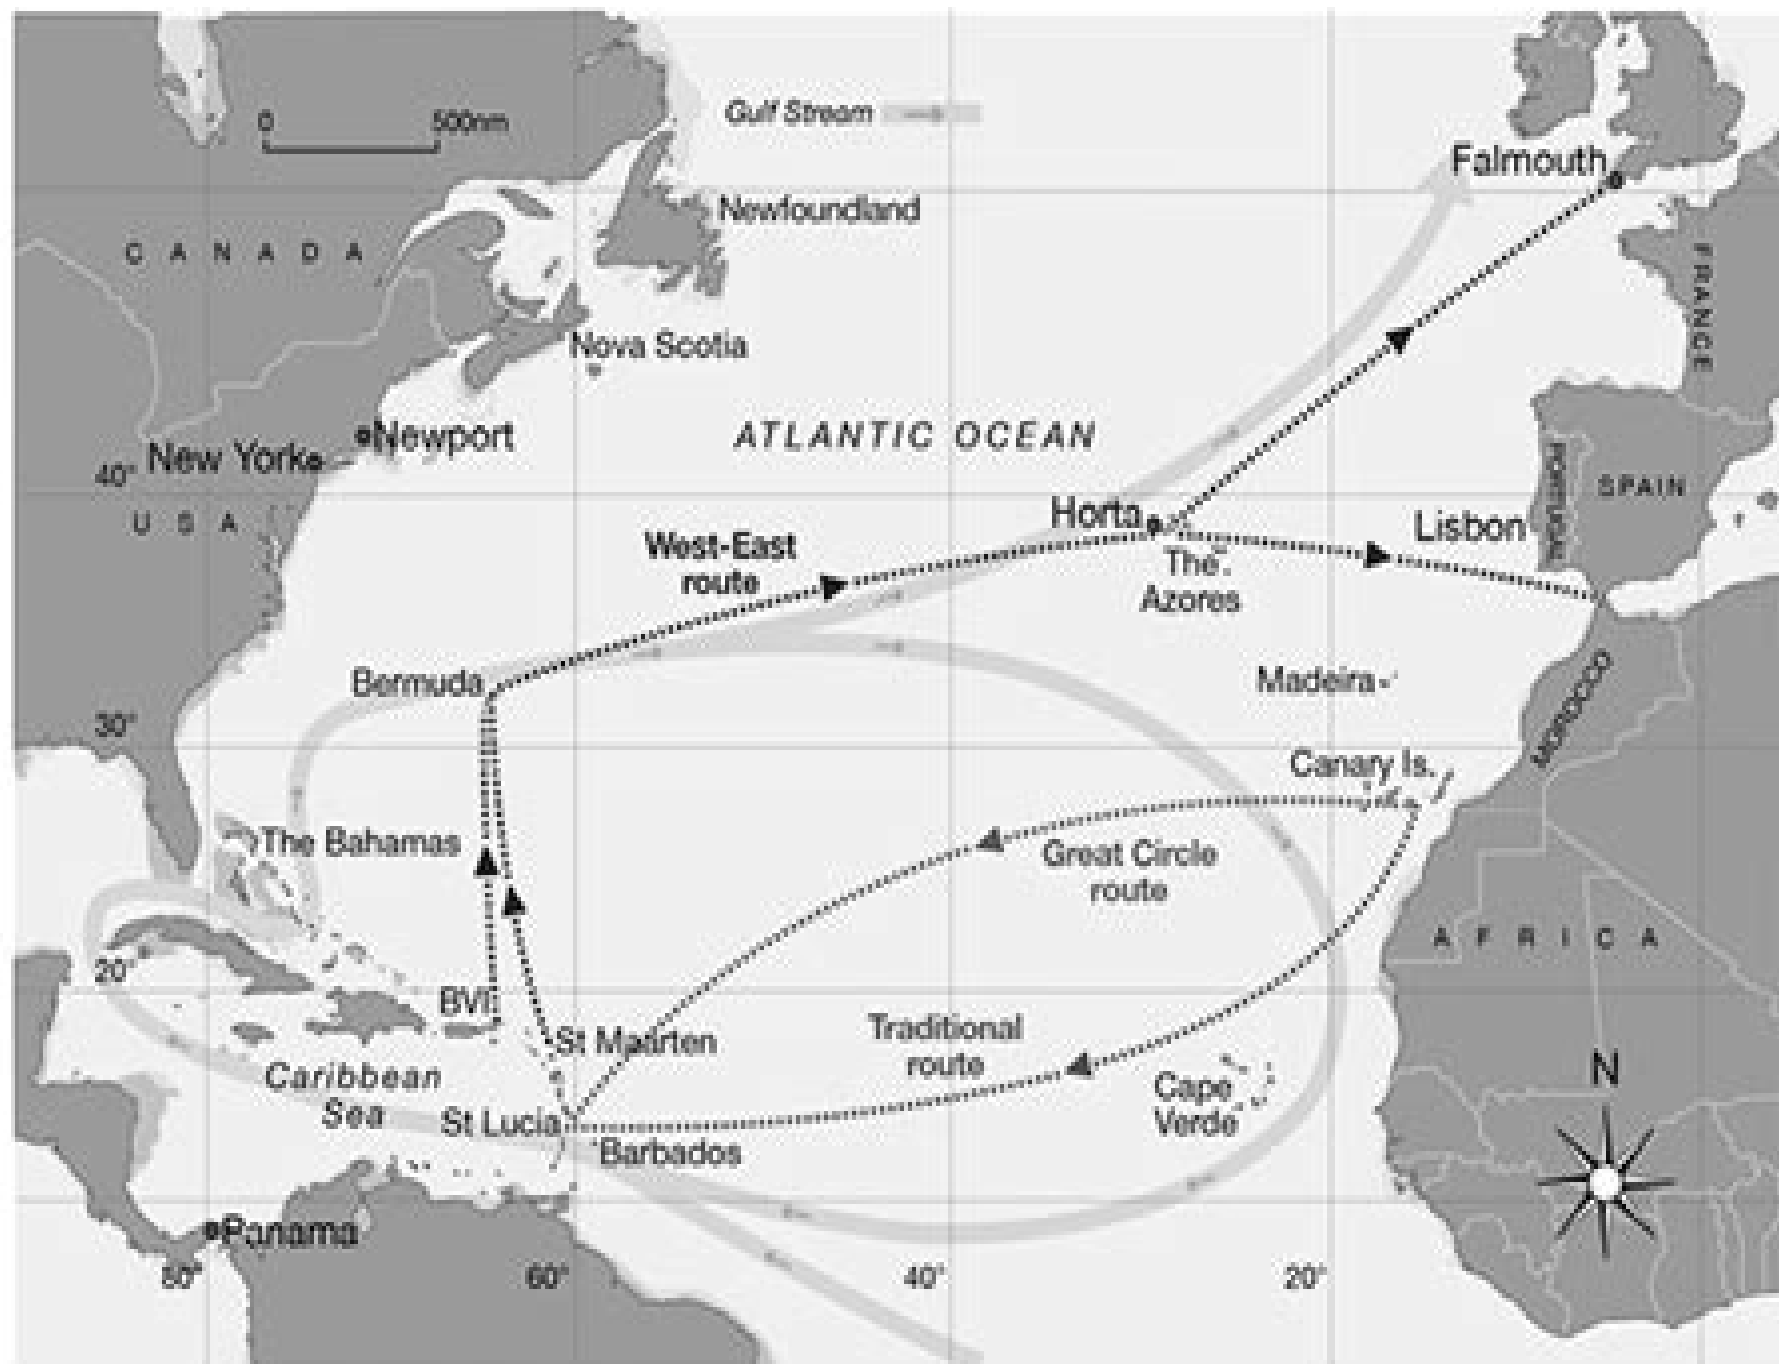 0 500nm
Gulf Stream
Falmouth
Newfoundland
CANADA
FRANCE
Nova Scotia
ATLANTIC OCEAN
Newport
New York
40°
USA
PORTUGAL
SPAIN
Horta
Lisbon
West-East
route
The
Azores
Bermuda
Madeira
MOROCCO
30°
Canary Is.
The Bahamas
Great Circle
route
AFRICA
20°
BVI
St Maarten
Traditional
route
N
Caribbean
Sea
Cape
Verde
St Lucia
Barbados
Panama
60°
40°
20°